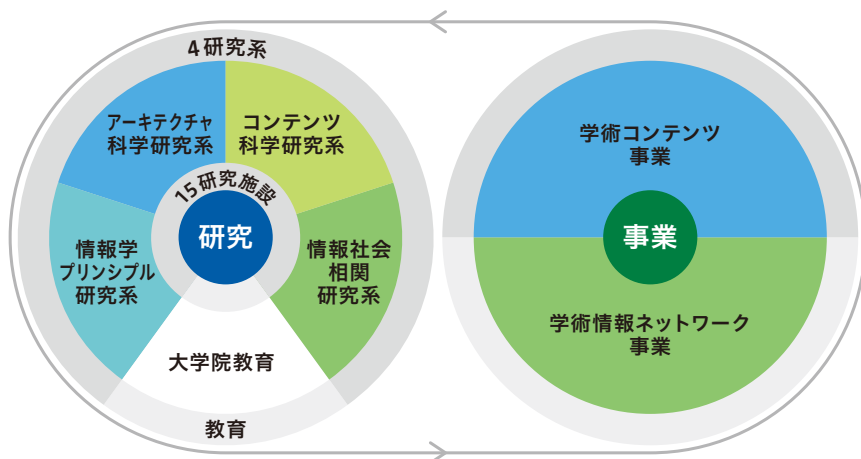 4研究系
アーキテクチャ
科学研究系
コンテンツ
科学研究系
15研究施設
研究
情報学
プリンシプル
研究系
情報社会
相関
研究系
大学院教育
教育
学術コンテンツ
事業
事業
学術情報ネットワーク
事業